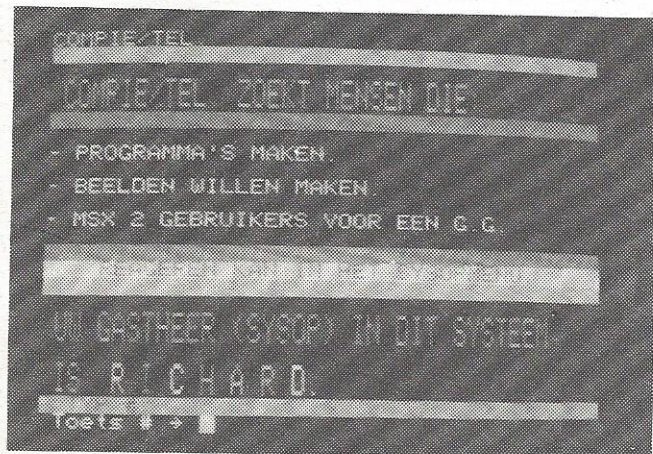 COMPIE/TEL
COMPIE/TEL ZOEKT MENSEN DIE
- PROGRAMMA'S MAKEN.
- BEELDEN WILLEN MAKEN.
- MSX 2 GEBRUIKERS VOOR EEN G.G.
UW GASTHEER (SYSOP) IN DIT SYSTEEM
IS RICHARD.
Toets # →